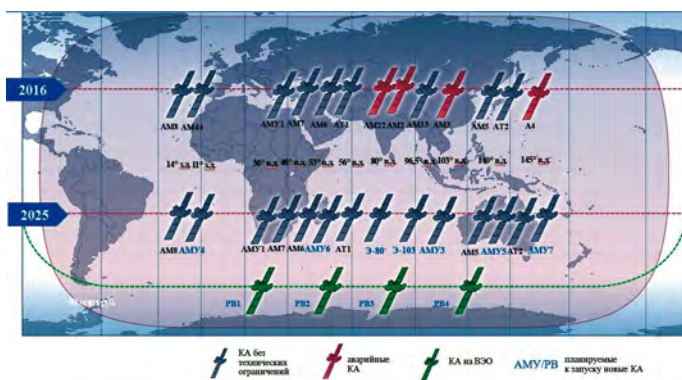 2016
АМ8 АМ44 АМУ1 АМ7 АМ6 АТ1 АМ22 АМ2 АМ33 АМ3 АМ5 АТ2 А4
14° з.д. 11° з.д. 36° в.д. 40° в.д. 53° в.д. 56° в.д. 80° в.д. 96,5° в.д. 103° в.д. 140° в.д. 145° в.д.
2025
АМ8 АМУ4 АМУ1 АМ7 АМ6 АМУ6 АТ1 Э-80 Э-103 АМУ3 АМ5 АМУ5 АТ2 АМУ7
РВ1 РВ2 РВ3 РВ4
КА без
технических
ограничений
аварийные
КА
КА на ВЭО
АМУ/РВ
планируемые
к запуску новые КА